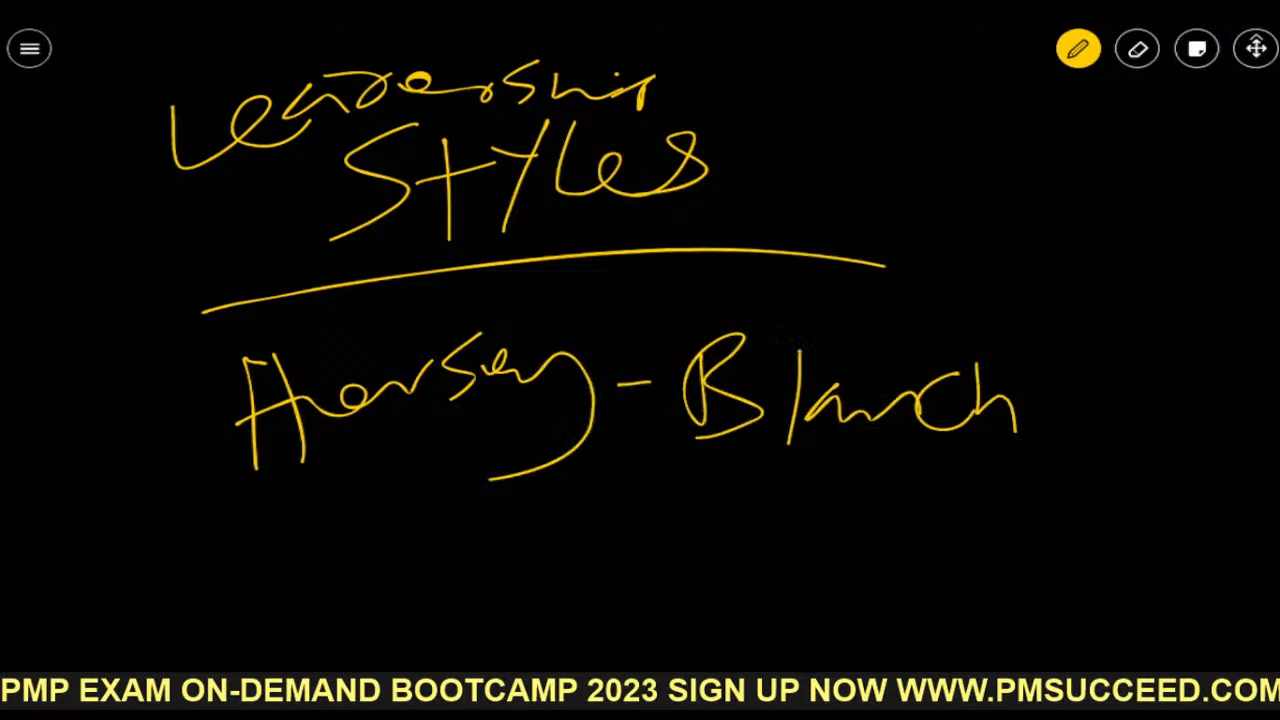 Leadership
Styles
Hersey-Blanch
PMP EXAM ON-DEMAND BOOTCAMP 2023 SIGN UP NOW WWW.PMSUCCEED.COM